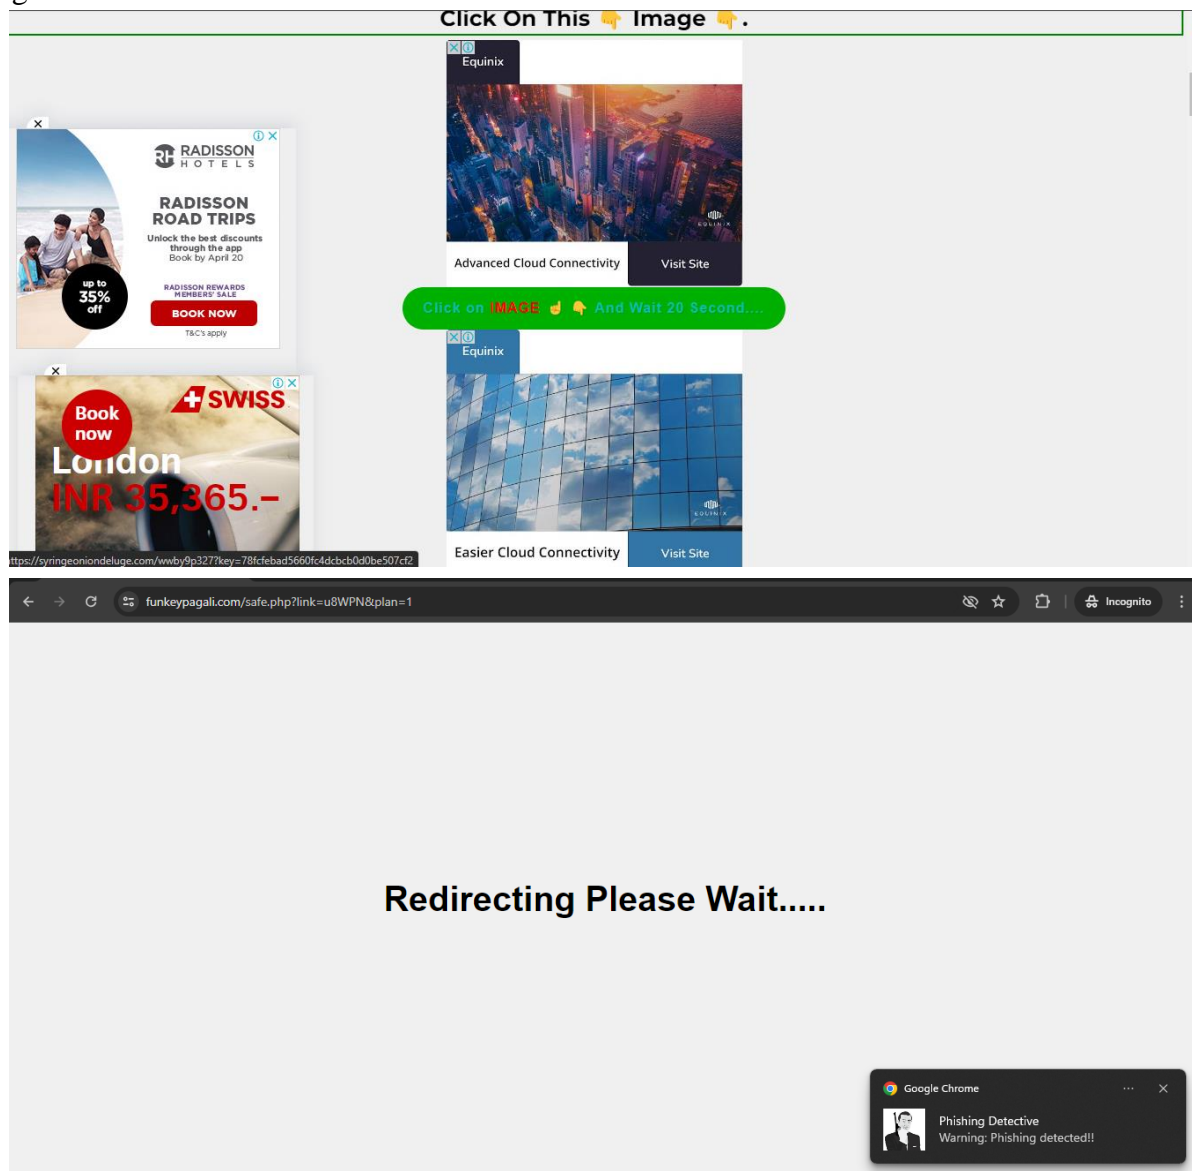 Click On This 👇 Image 👇.
Equinix
EQUINIX
Advanced Cloud Connectivity
Visit Site
RADISSON
HOTELS
RADISSON
ROAD TRIPS
Unlock the best discounts
through the app
Book by April 20
up to
35%
off
RADISSON REWARDS
MEMBERS' SALE
BOOK NOW
T&C's apply
Click on IMAGE ☝ 👇 And Wait 20 Second....
Equinix
EQUINIX
Easier Cloud Connectivity
Visit Site
SWISS
Book
now
London
INR 35,365.–
ttps://syringeoniondeluge.com/wwby9p327?key=78fcfebad5660fc4dcbcb0d0be507cf2
funkeypagali.com/safe.php?link=u8WPN&plan=1
Incognito
Redirecting Please Wait.....
Google Chrome
Phishing Detective
Warning: Phishing detected!!